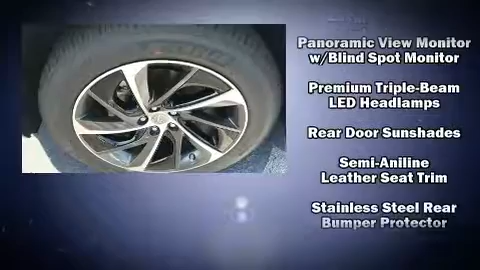 Panoramic View Monitor
w/Blind Spot Monitor
Premium Triple-Beam
LED Headlamps
Rear Door Sunshades
Semi-Aniline
Leather Seat Trim
Stainless Steel Rear
Bumper Protector